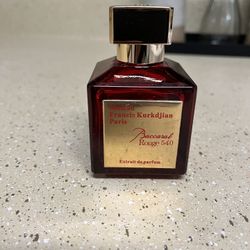 Francis Kurkdjian
Paris
Baccarat
Rouge 540
Extrait de parfum